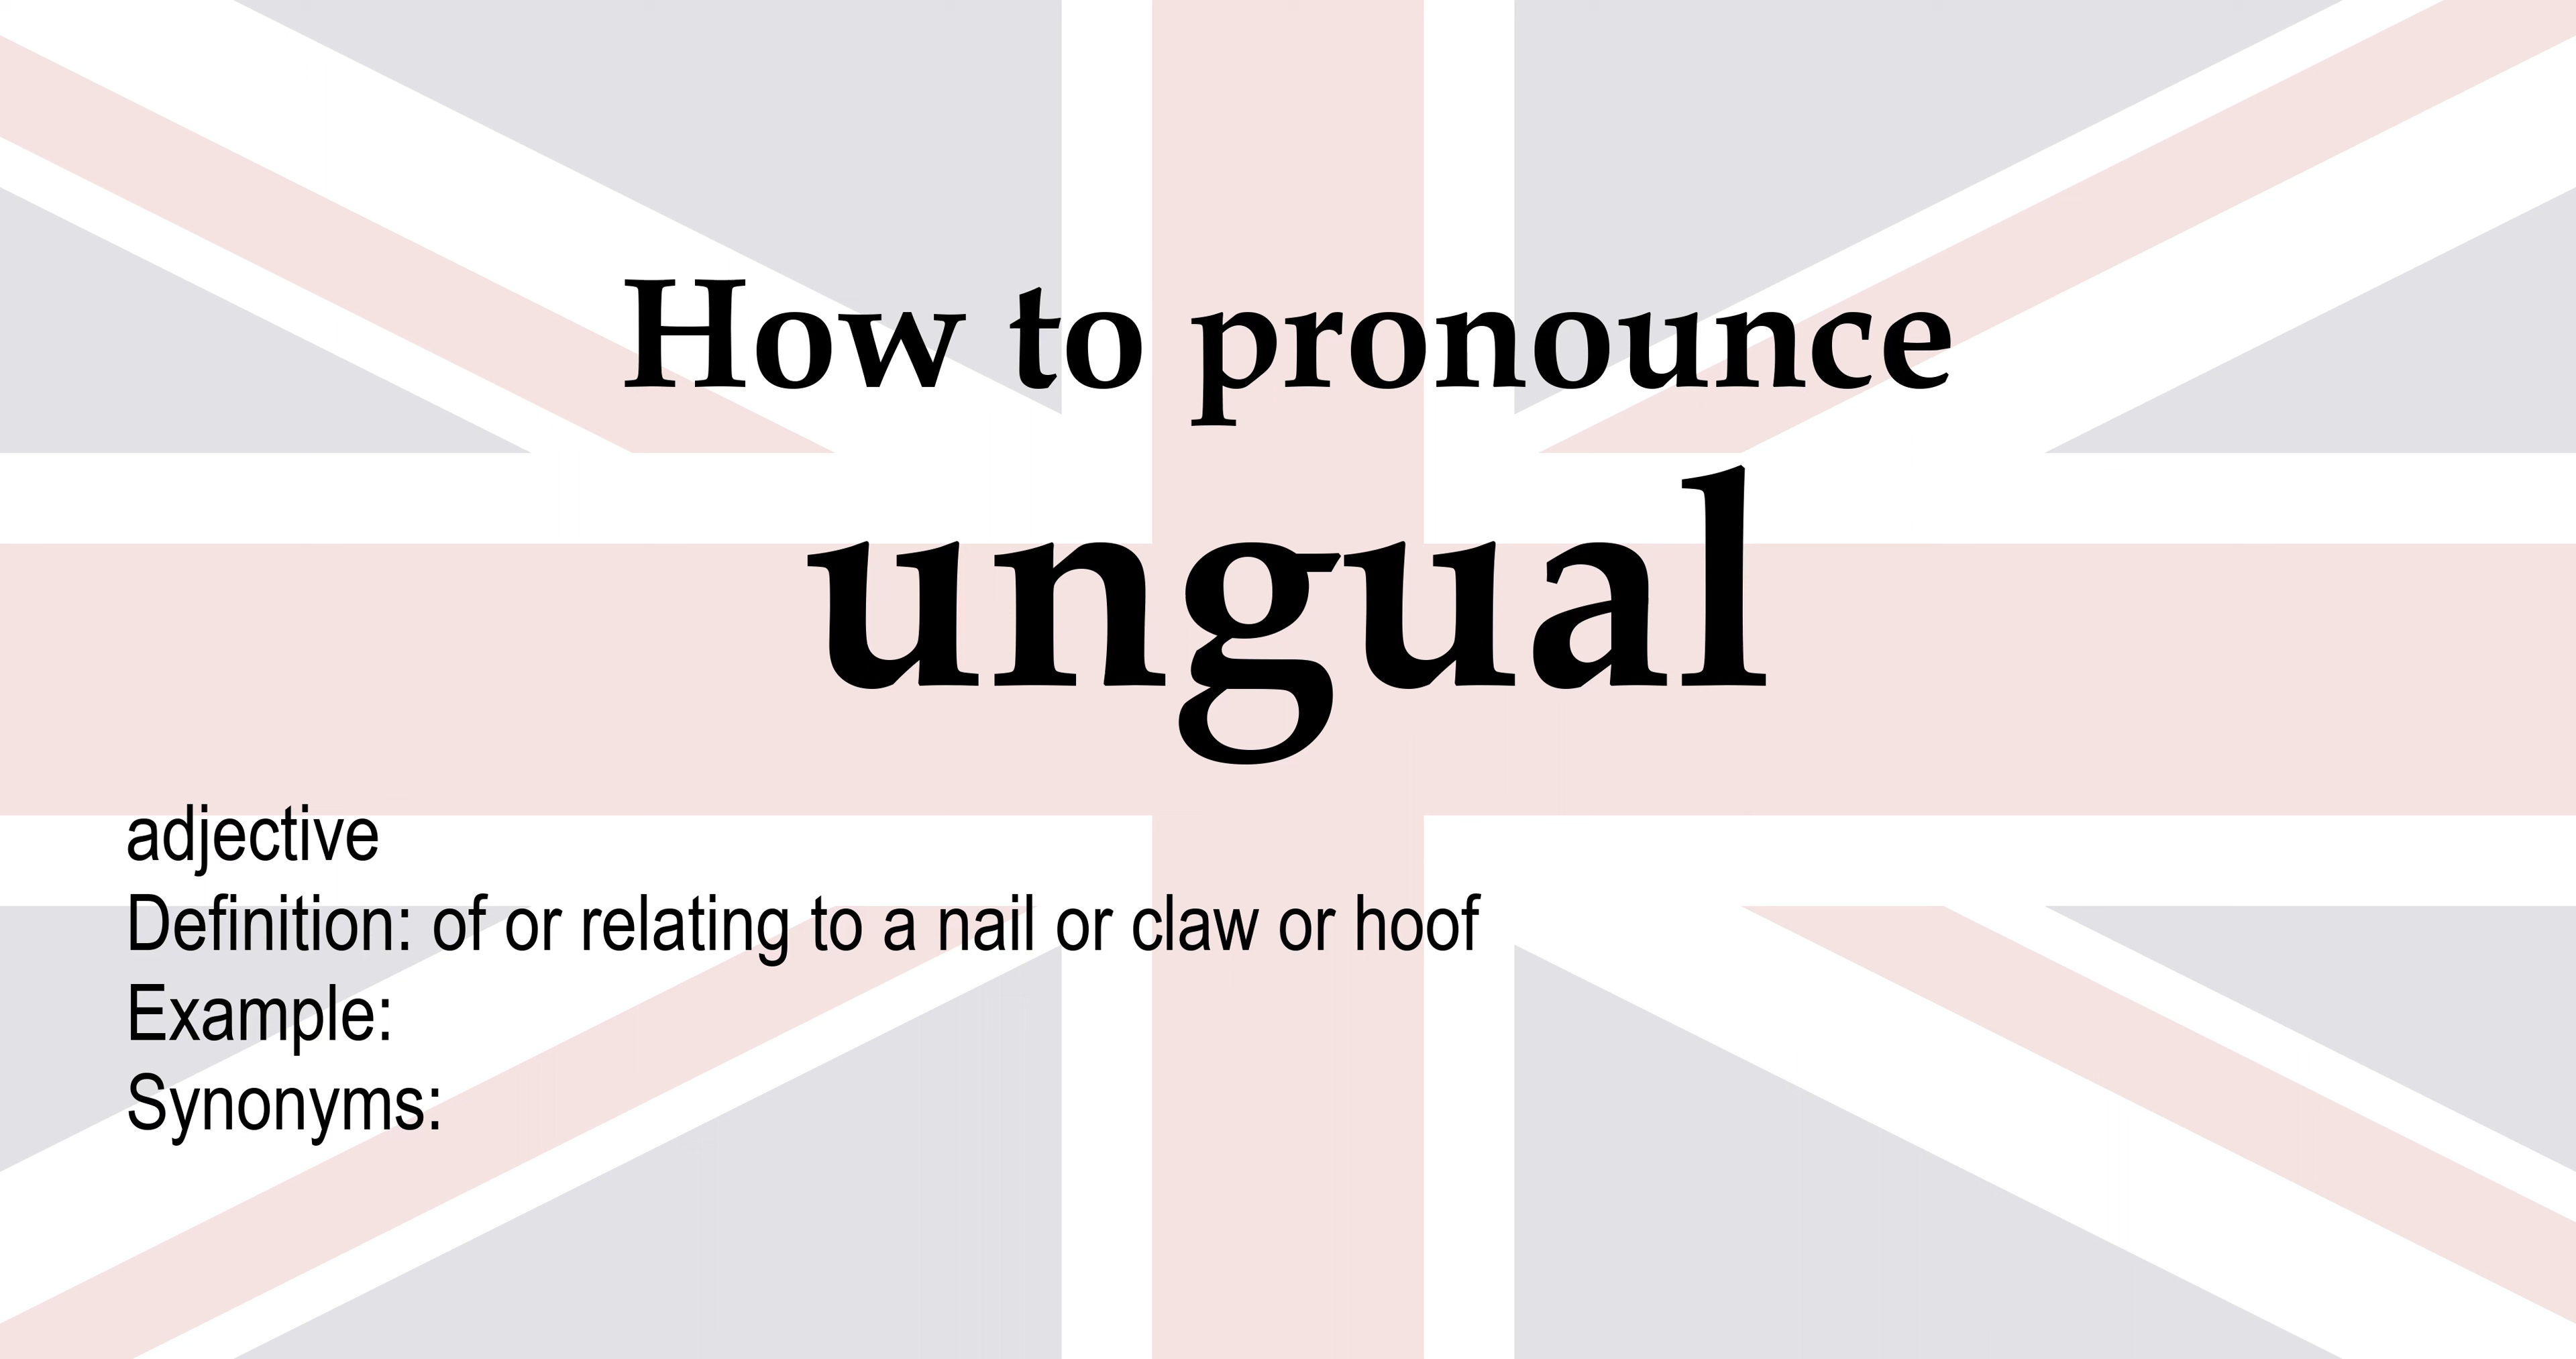 How to pronounce
ungual
adjective
Definition: of or relating to a nail or claw or hoof
Example:
Synonyms: